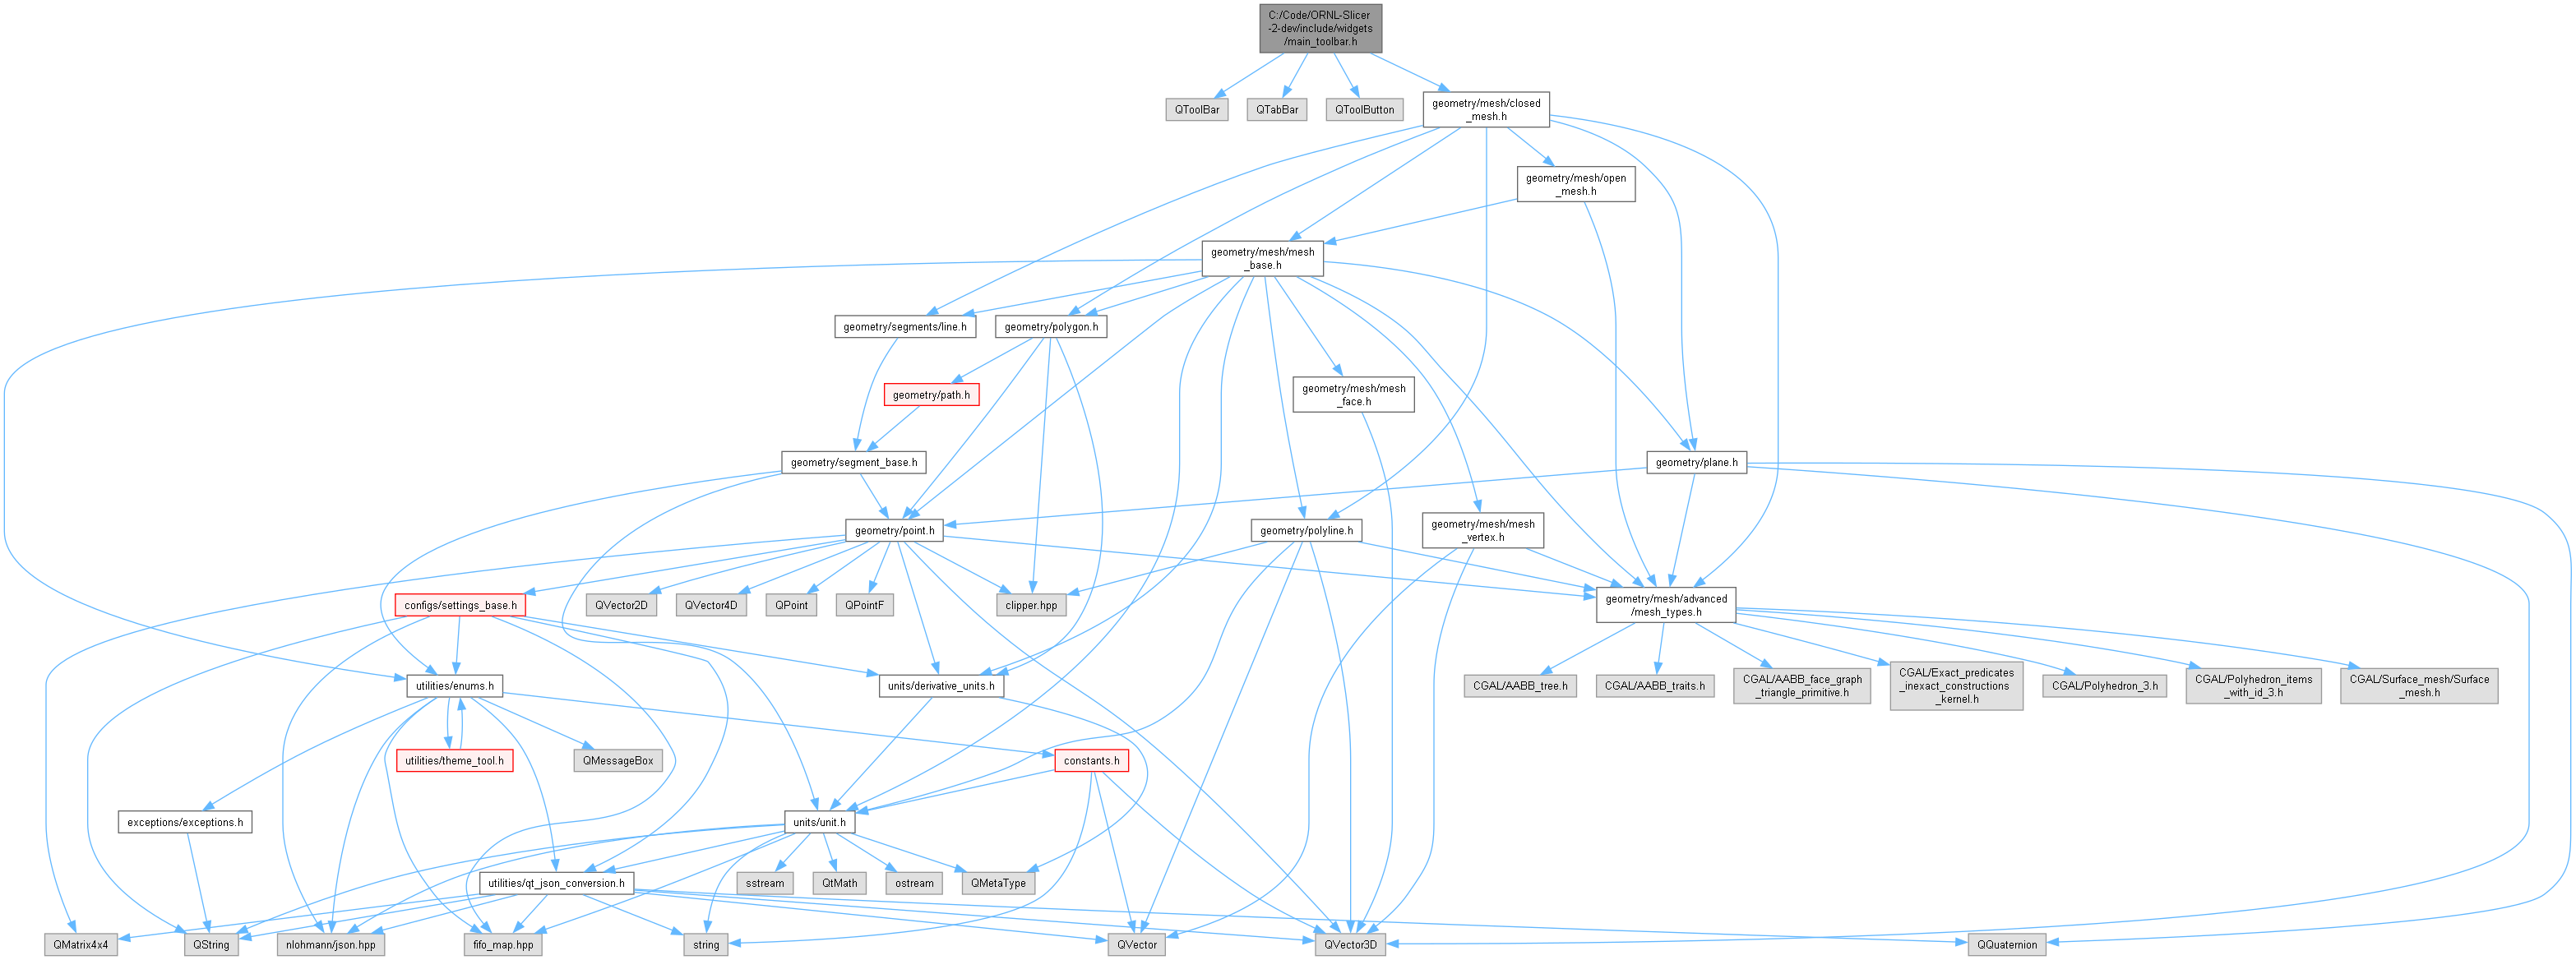 C:/Code/ORNL-Slicer
-2-dev/include/widgets
/main_toolbar.h
QToolBar
QTabBar
QToolButton
geometry/mesh/closed
_mesh.h
geometry/mesh/open
_mesh.h
geometry/mesh/mesh
_base.h
geometry/segments/line.h
geometry/polygon.h
geometry/path.h
geometry/mesh/mesh
_face.h
geometry/segment_base.h
geometry/plane.h
geometry/point.h
geometry/polyline.h
geometry/mesh/mesh
_vertex.h
configs/settings_base.h
QVector2D
QVector4D
QPoint
QPointF
clipper.hpp
geometry/mesh/advanced
/mesh_types.h
utilities/enums.h
units/derivative_units.h
CGAL/AABB_tree.h
CGAL/AABB_traits.h
CGAL/AABB_face_graph
_triangle_primitive.h
CGAL/Exact_predicates
_inexact_constructions
_kernel.h
CGAL/Polyhedron_3.h
CGAL/Polyhedron_items
_with_id_3.h
CGAL/Surface_mesh/Surface
_mesh.h
utilities/theme_tool.h
QMessageBox
constants.h
exceptions/exceptions.h
units/unit.h
utilities/qt_json_conversion.h
sstream
QtMath
ostream
QMetaType
QMatrix4x4
QString
nlohmann/json.hpp
fifo_map.hpp
string
QVector
QVector3D
QQuaternion